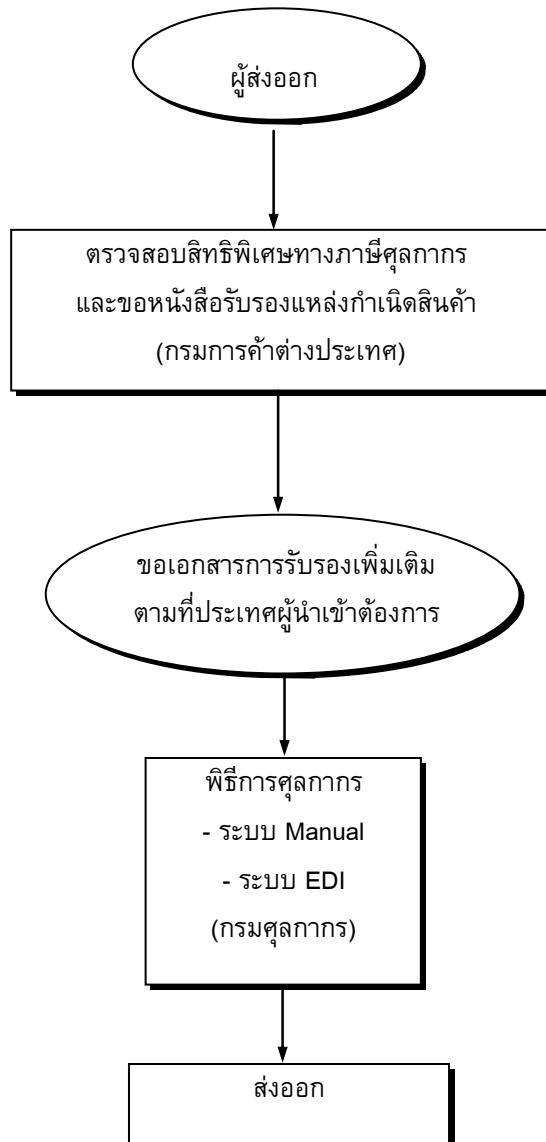 ผู้ส่งออก
ตรวจสอบสิทธิพิเศษทางภาษีศุลกากร
และขอหนังสือรับรองแหล่งกำเนิดสินค้า
(กรมการค้าต่างประเทศ)
ขอเอกสารการรับรองเพิ่มเติม
ตามที่ประเทศผู้นำเข้าต้องการ
พิธีการศุลกากร
- ระบบ Manual
- ระบบ EDI
(กรมศุลกากร)
ส่งออก